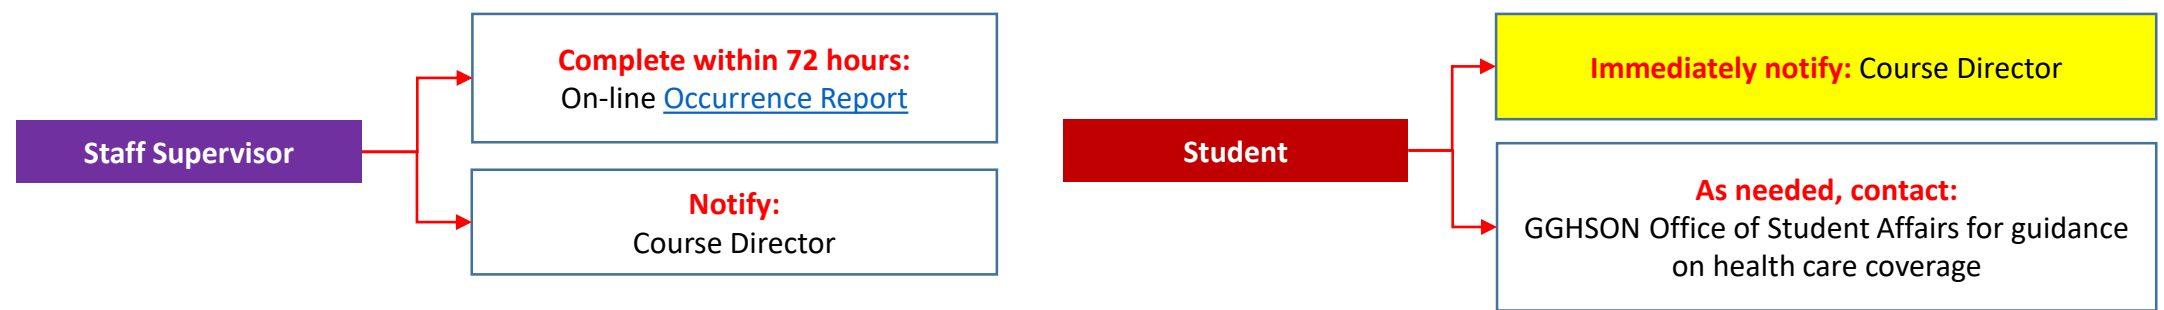 Staff Supervisor
Complete within 72 hours:
On-line Occurrence Report
Notify:
Course Director
Student
Immediately notify: Course Director
As needed, contact:
GGHSON Office of Student Affairs for guidance
on health care coverage